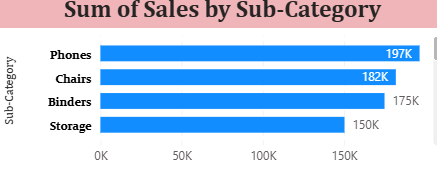 Sum of Sales by Sub-Category
Sub-Category
Phones 197K
Chairs 182K
Binders 175K
Storage 150K
0K 50K 100K 150K